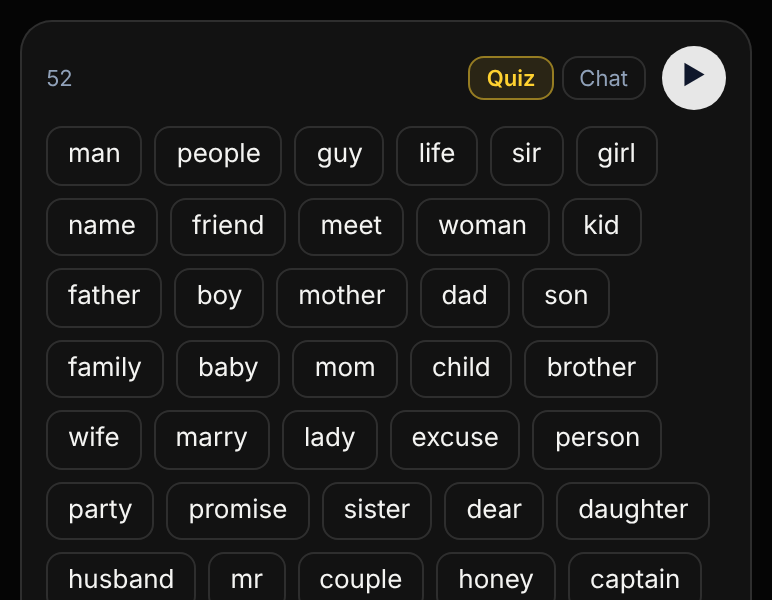 52 Quiz Chat
man people guy life sir girl
name friend meet woman kid
father boy mother dad son
family baby mom child brother
wife marry lady excuse person
party promise sister dear daughter
husband mr couple honey captain